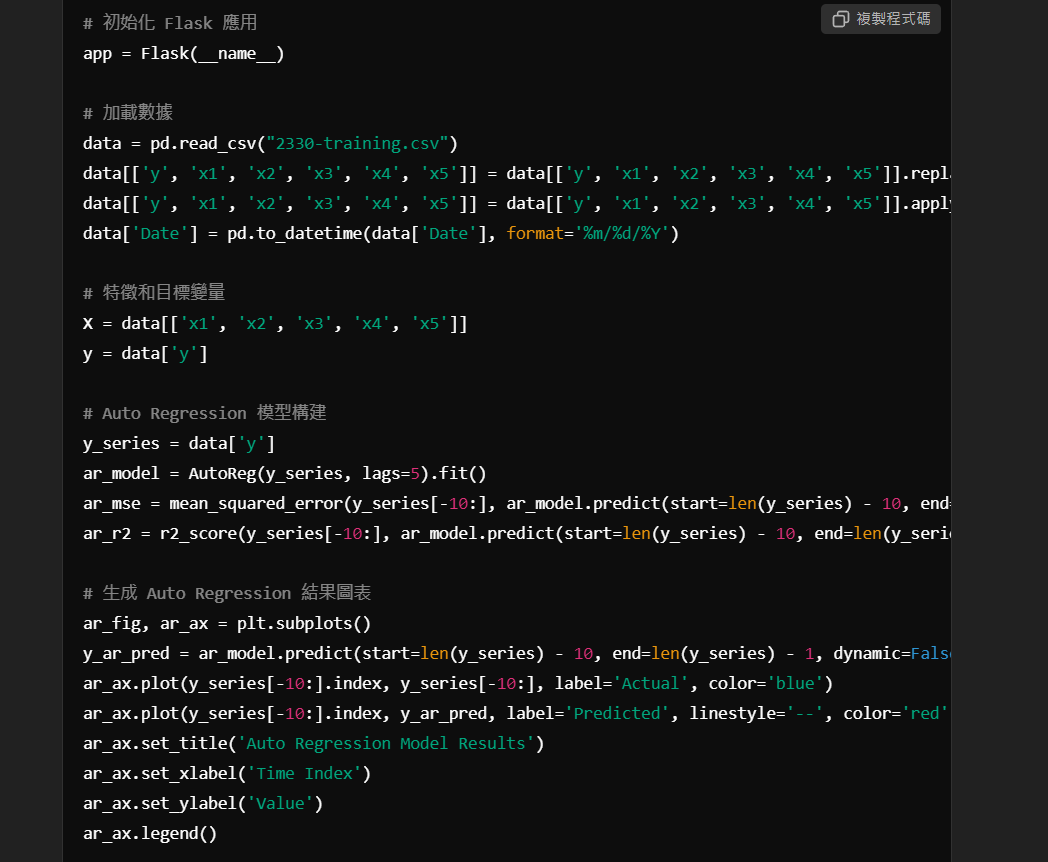 # 初始化 Flask 應用
複製程式碼
app = Flask(__name__)
# 加載數據
data = pd.read_csv("2330-training.csv")
data[['y', 'x1', 'x2', 'x3', 'x4', 'x5']] = data[['y', 'x1', 'x2', 'x3', 'x4', 'x5']].repl
data[['y', 'x1', 'x2', 'x3', 'x4', 'x5']] = data[['y', 'x1', 'x2', 'x3', 'x4', 'x5']].apply
data['Date'] = pd.to_datetime(data['Date'], format='%m/%d/%Y')
# 特徵和目標變量
X = data[['x1', 'x2', 'x3', 'x4', 'x5']]
y = data['y']
# Auto Regression 模型構建
y_series = data['y']
ar_model = AutoReg(y_series, lags=5).fit()
ar_mse = mean_squared_error(y_series[-10:], ar_model.predict(start=len(y_series) - 10, end=
ar_r2 = r2_score(y_series[-10:], ar_model.predict(start=len(y_series) - 10, end=len(y_serie
# 生成 Auto Regression 結果圖表
ar_fig, ar_ax = plt.subplots()
y_ar_pred = ar_model.predict(start=len(y_series) - 10, end=len(y_series) - 1, dynamic=False
ar_ax.plot(y_series[-10:].index, y_series[-10:], label='Actual', color='blue')
ar_ax.plot(y_series[-10:].index, y_ar_pred, label='Predicted', linestyle='--', color='red'
ar_ax.set_title('Auto Regression Model Results')
ar_ax.set_xlabel('Time Index')
ar_ax.set_ylabel('Value')
ar_ax.legend()